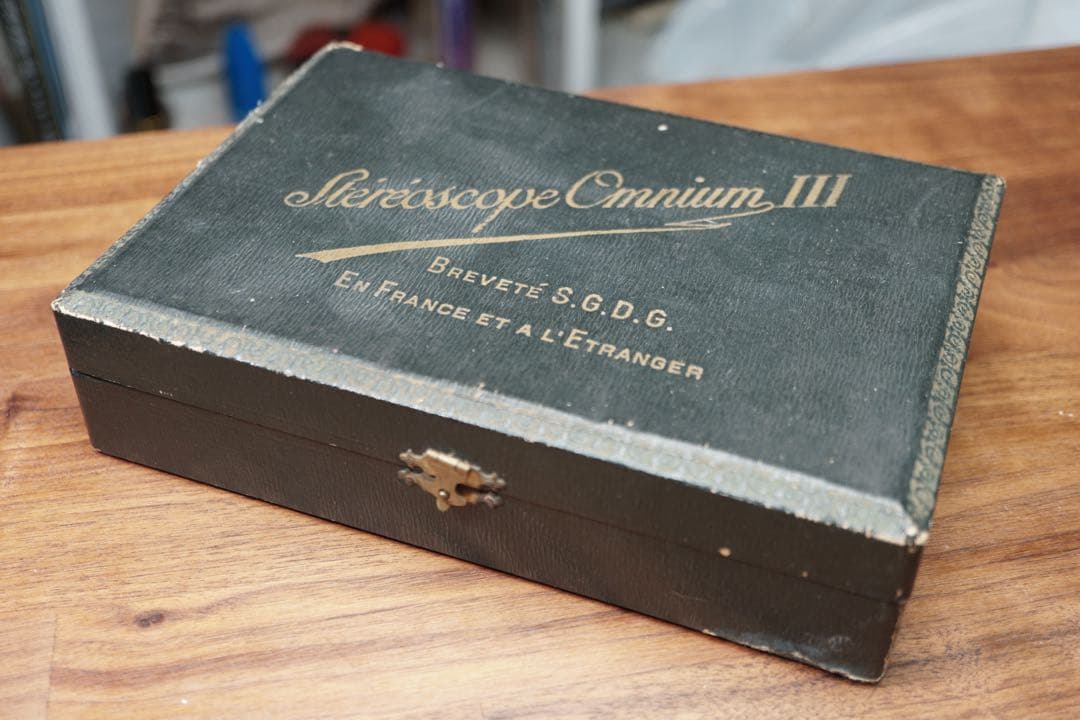 Stéréoscope Omnium III
BREVETÉ S.G.D.G.
EN FRANCE ET A L'ETRANGER